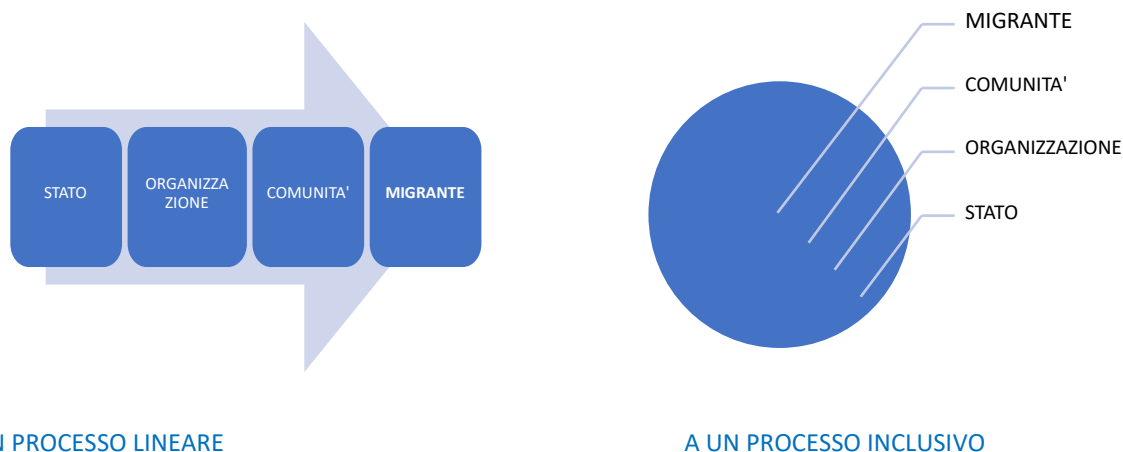 STATO
ORGANIZZA
ZIONE
COMUNITA'
MIGRANTE
MIGRANTE
COMUNITA'
ORGANIZZAZIONE
STATO
N PROCESSO LINEARE
A UN PROCESSO INCLUSIVO